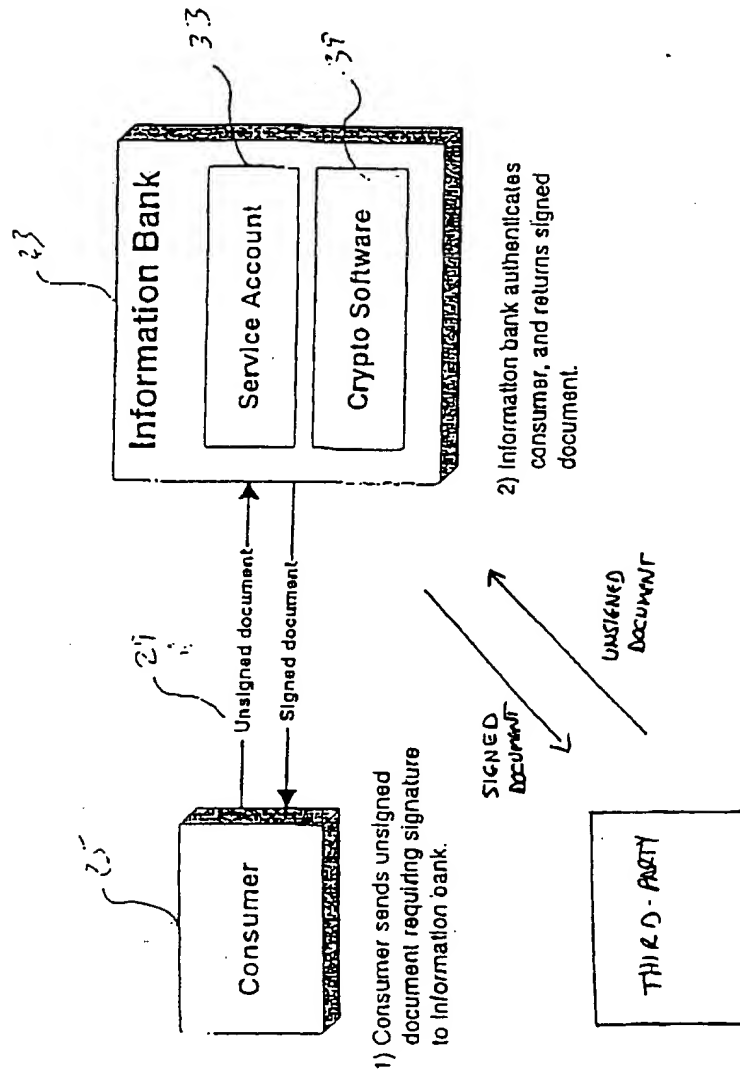 23
Information Bank
33
Service Account
39
Crypto Software
25
Consumer
29
Unsigned document
Signed document
1) Consumer sends unsigned
document requiring signature
to Information bank.
2) Information bank authenticates
consumer, and returns signed
document.
SIGNED
DOCUMENT
UNSIGNED
DOCUMENT
THIRD-PARTY